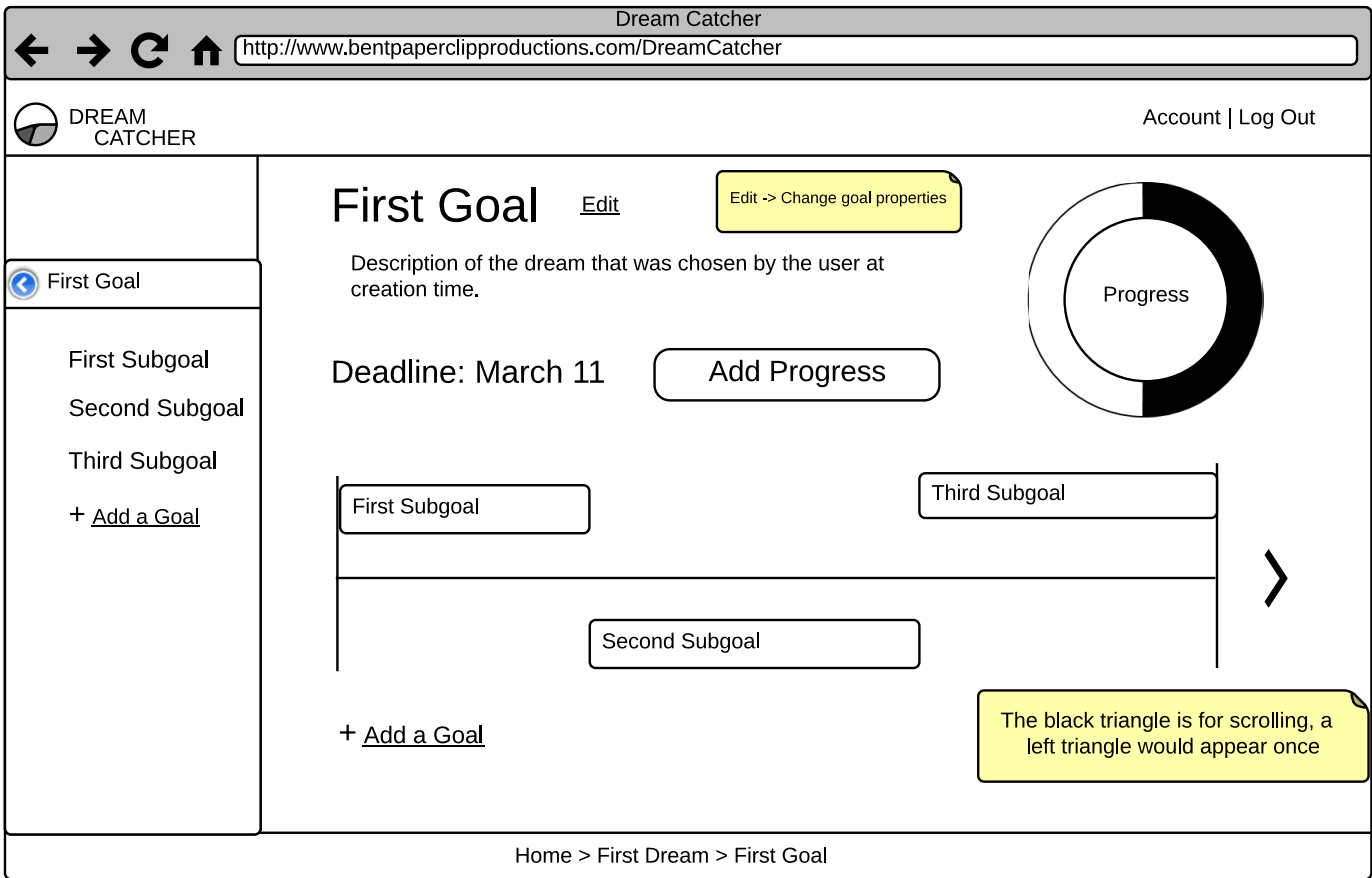 Dream Catcher
http://www.bentpaperclipproductions.com/DreamCatcher
DREAM
CATCHER
Account | Log Out
First Goal
Edit
Edit -> Change goal properties
Description of the dream that was chosen by the user at
creation time.
Progress
Deadline: March 11
Add Progress
First Goal
First Subgoal
Second Subgoal
Third Subgoal
+ Add a Goal
First Subgoal
Third Subgoal
Second Subgoal
+ Add a Goal
The black triangle is for scrolling, a
left triangle would appear once
Home > First Dream > First Goal